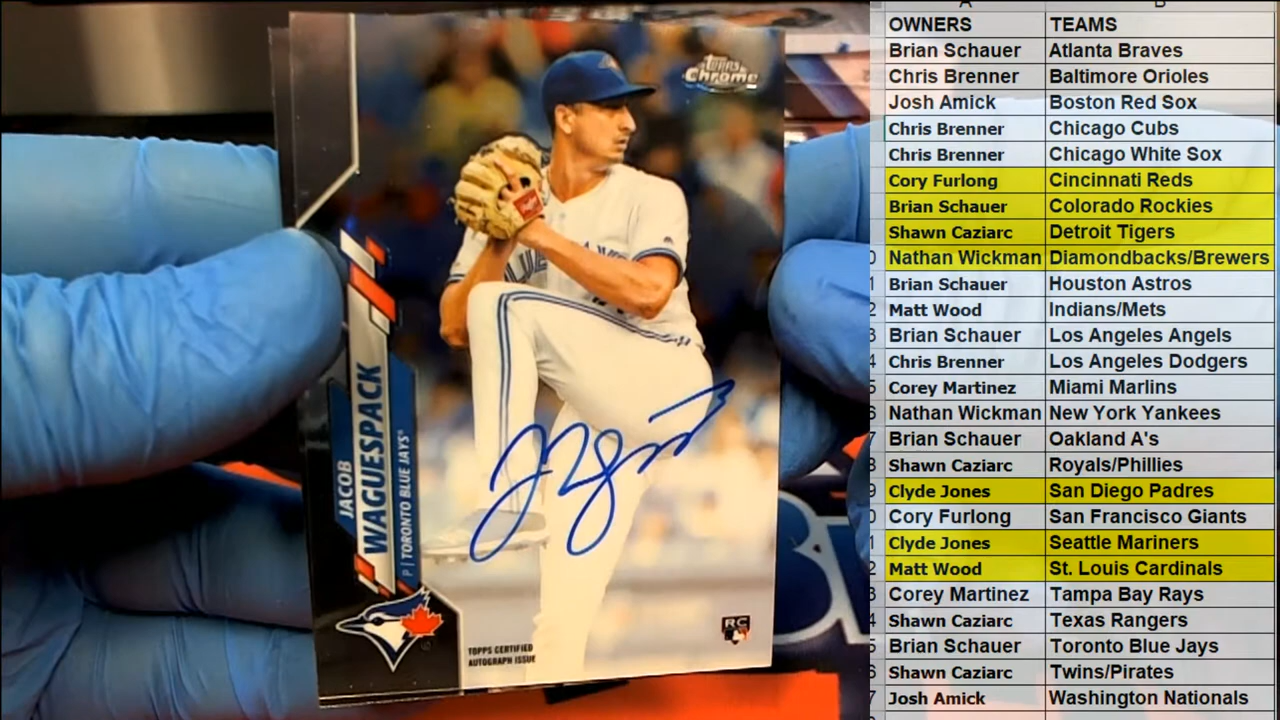 TOPPS
Chrome
JACOB
WAGUESPACK
P | TORONTO BLUE JAYS
RC
TOPPS CERTIFIED
AUTOGRAPH ISSUE
OWNERS TEAMS
Brian Schauer Atlanta Braves
Chris Brenner Baltimore Orioles
Josh Amick Boston Red Sox
Chris Brenner Chicago Cubs
Chris Brenner Chicago White Sox
Cory Furlong Cincinnati Reds
Brian Schauer Colorado Rockies
Shawn Caziarc Detroit Tigers
Nathan Wickman Diamondbacks/Brewers
Brian Schauer Houston Astros
Matt Wood Indians/Mets
Brian Schauer Los Angeles Angels
Chris Brenner Los Angeles Dodgers
Corey Martinez Miami Marlins
Nathan Wickman New York Yankees
Brian Schauer Oakland A's
Shawn Caziarc Royals/Phillies
Clyde Jones San Diego Padres
Cory Furlong San Francisco Giants
Clyde Jones Seattle Mariners
Matt Wood St. Louis Cardinals
Corey Martinez Tampa Bay Rays
Shawn Caziarc Texas Rangers
Brian Schauer Toronto Blue Jays
Shawn Caziarc Twins/Pirates
Josh Amick Washington Nationals